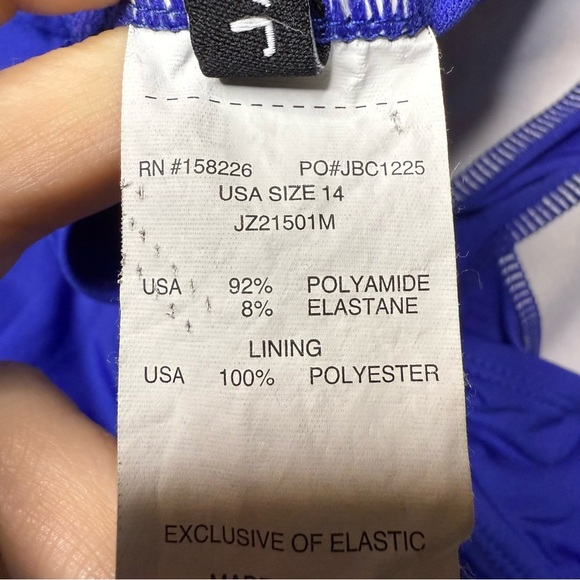 RN #158226 PO#JBC1225
USA SIZE 14
JZ21501M
USA 92% POLYAMIDE
8% ELASTANE
LINING
USA 100% POLYESTER
EXCLUSIVE OF ELASTIC